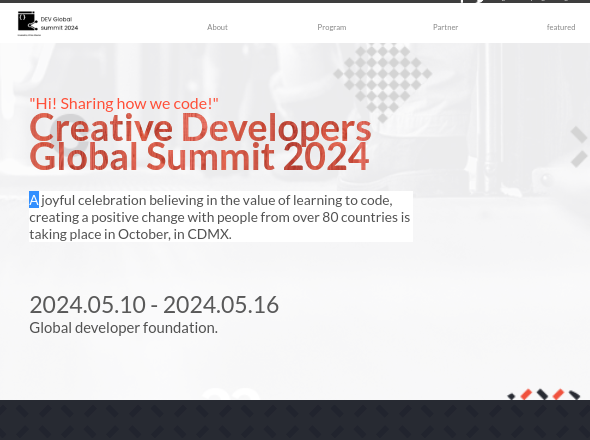 DEV Global
summit 2024
About
Program
Partner
featured
"Hi! Sharing how we code!"
Creative Developers
Global Summit 2024
A joyful celebration believing in the value of learning to code,
creating a positive change with people from over 80 countries is
taking place in October, in CDMX.
2024.05.10 - 2024.05.16
Global developer foundation.